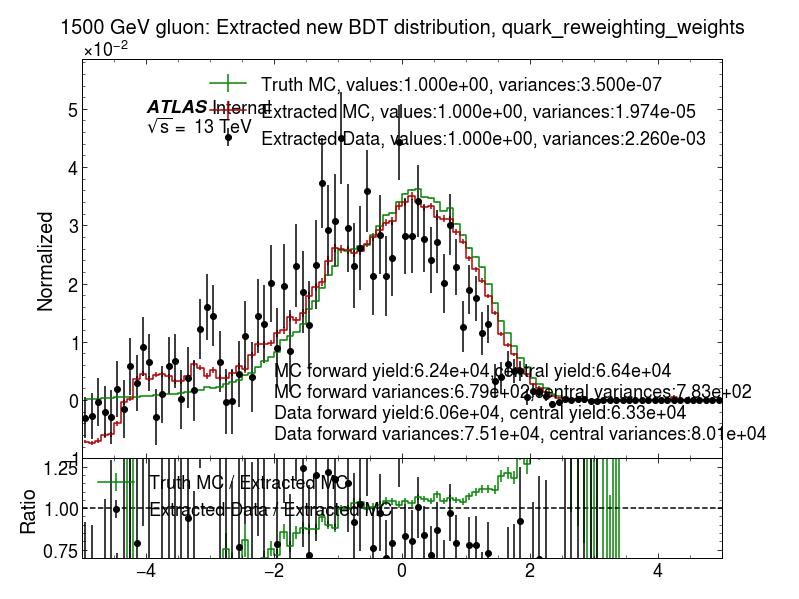 1500 GeV gluon: Extracted new BDT distribution, quark_reweighting_weights
×10⁻²
Truth MC, values:1.000e+00, variances:3.500e-07
ATLAS Internal
Extracted MC, values:1.000e+00, variances:1.974e-05
√s = 13 TeV
Extracted Data, values:1.000e+00, variances:2.260e-03
5
4
3
2
1
0
Normalized
MC forward yield:6.24e+04, central yield:6.64e+04
MC forward variances:6.79e+02, central variances:7.83e+02
Data forward yield:6.06e+04, central yield:6.33e+04
Data forward variances:7.51e+04, central variances:8.01e+04
1
1.25
1.00
0.75
Ratio
Truth MC / Extracted MC
Extracted Data / Extracted MC
−4 −2 0 2 4